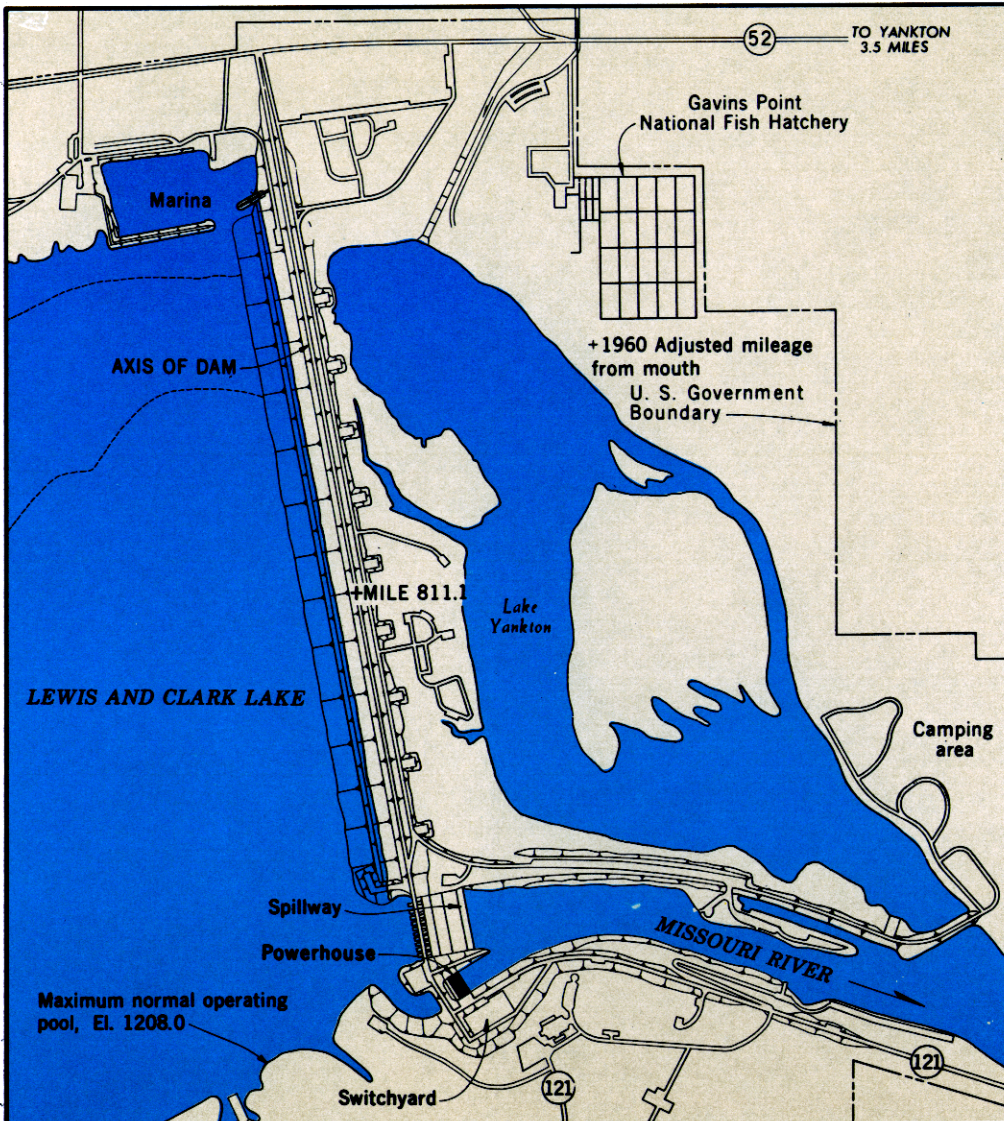 52
TO YANKTON
3.5 MILES
Gavins Point
National Fish Hatchery
Marina
AXIS OF DAM
+1960 Adjusted mileage
from mouth
U. S. Government
Boundary
+MILE 811.1
Lake
Yankton
LEWIS AND CLARK LAKE
Camping
area
Spillway
Powerhouse
MISSOURI RIVER
Maximum normal operating
pool, El. 1208.0
Switchyard
121
121